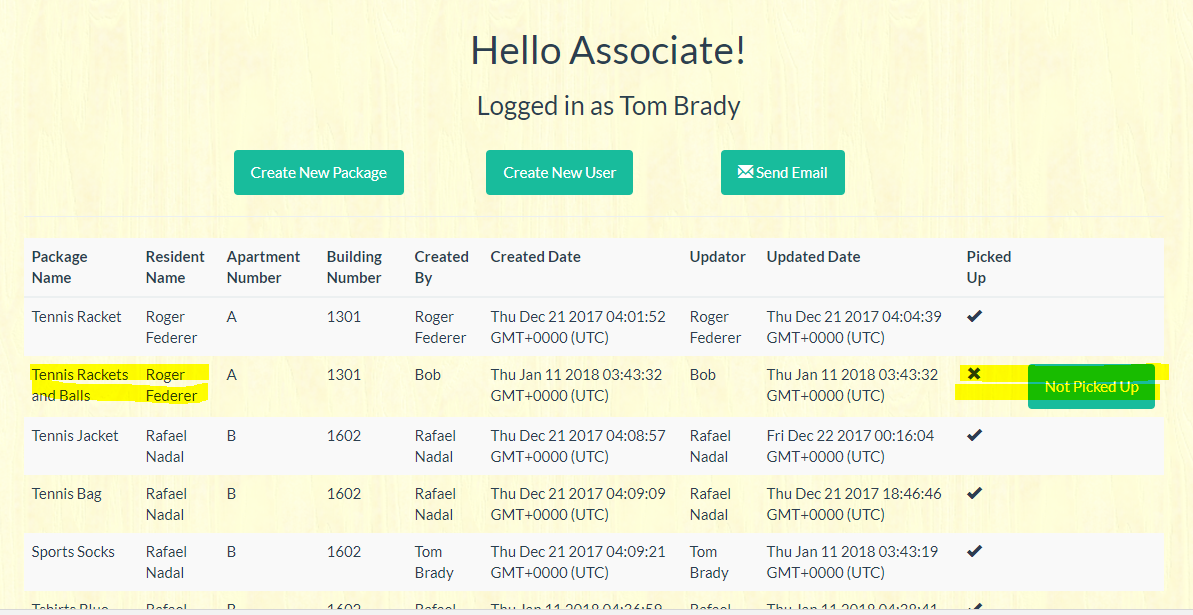 Hello Associate!
Logged in as Tom Brady
Create New Package Create New User Send Email
Package Name Resident Name Apartment Number Building Number Created By Created Date Updator Updated Date Picked Up
Tennis Racket Roger Federer A 1301 Roger Federer Thu Dec 21 2017 04:01:52 GMT+0000 (UTC) Roger Federer Thu Dec 21 2017 04:04:39 GMT+0000 (UTC)
Tennis Rackets and Balls Roger Federer A 1301 Bob Thu Jan 11 2018 03:43:32 GMT+0000 (UTC) Bob Thu Jan 11 2018 03:43:32 GMT+0000 (UTC) Not Picked Up
Tennis Jacket Rafael Nadal B 1602 Rafael Nadal Thu Dec 21 2017 04:08:57 GMT+0000 (UTC) Rafael Nadal Fri Dec 22 2017 00:16:04 GMT+0000 (UTC)
Tennis Bag Rafael Nadal B 1602 Rafael Nadal Thu Dec 21 2017 04:09:09 GMT+0000 (UTC) Rafael Nadal Thu Dec 21 2017 18:46:46 GMT+0000 (UTC)
Sports Socks Rafael Nadal B 1602 Tom Brady Thu Dec 21 2017 04:09:21 GMT+0000 (UTC) Tom Brady Thu Jan 11 2018 03:43:19 GMT+0000 (UTC)